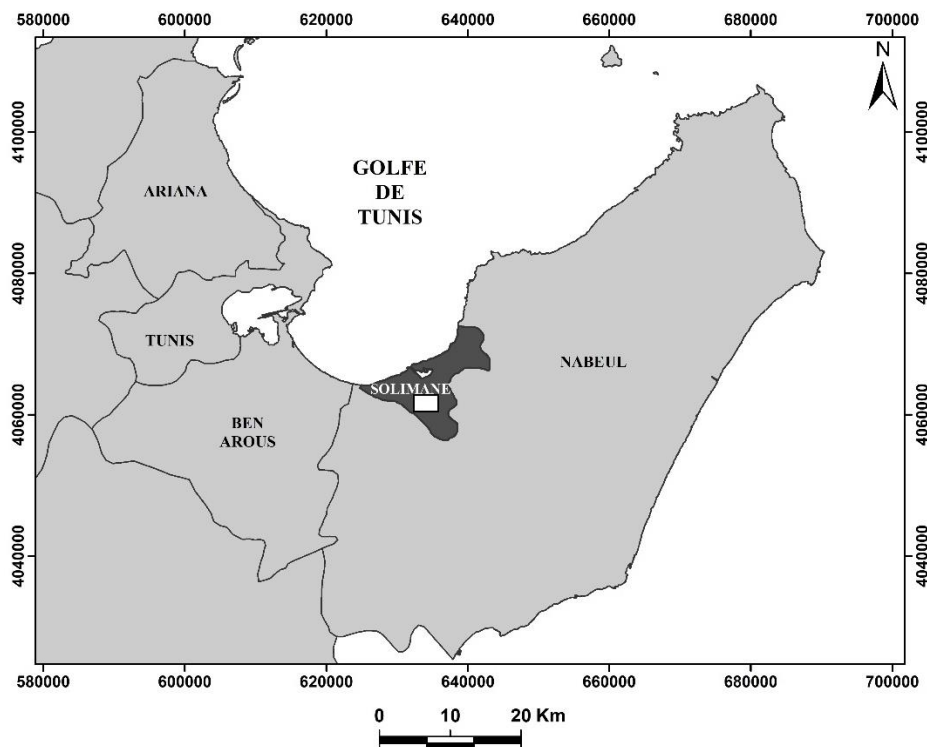 580000 600000 620000 640000 660000 680000 700000
N
4100000 4100000
GOLFE
DE
TUNIS
ARIANA
4080000 4080000
TUNIS
NABEUL
SOLIMANE
4060000 4060000
BEN
AROUS
4040000 4040000
580000 600000 620000 640000 660000 680000 700000
0 10 20 Km